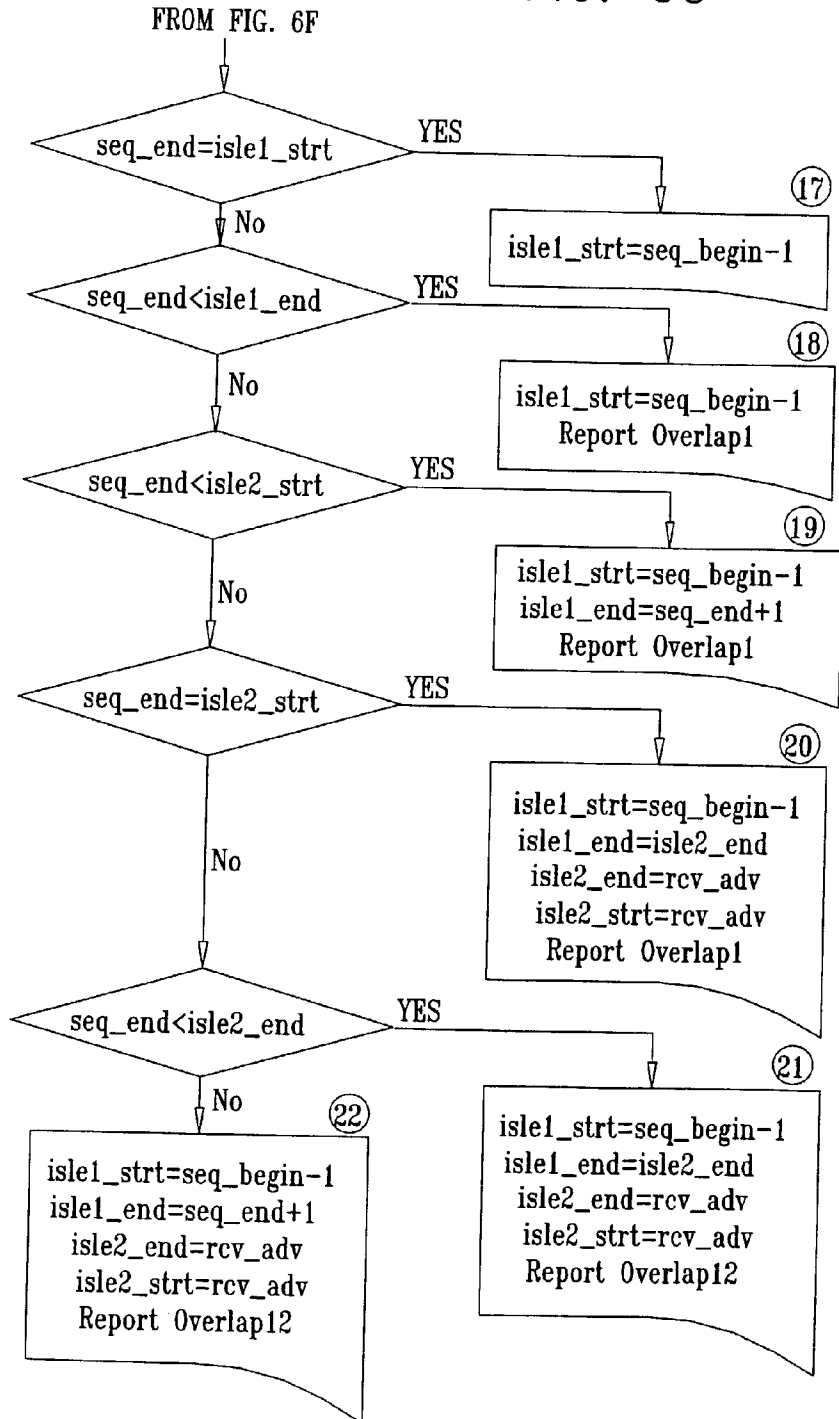 FROM FIG. 6F
seq_end=isle1_strt
YES
No
17
isle1_strt=seq_begin-1
seq_end<isle1_end
YES
No
18
isle1_strt=seq_begin-1
Report Overlap1
seq_end<isle2_strt
YES
No
19
isle1_strt=seq_begin-1
isle1_end=seq_end+1
Report Overlap1
seq_end=isle2_strt
YES
No
20
isle1_strt=seq_begin-1
isle1_end=isle2_end
isle2_end=rcv_adv
isle2_strt=rcv_adv
Report Overlap1
seq_end<isle2_end
YES
No
21
isle1_strt=seq_begin-1
isle1_end=isle2_end
isle2_end=rcv_adv
isle2_strt=rcv_adv
Report Overlap12
22
isle1_strt=seq_begin-1
isle1_end=seq_end+1
isle2_end=rcv_adv
isle2_strt=rcv_adv
Report Overlap12